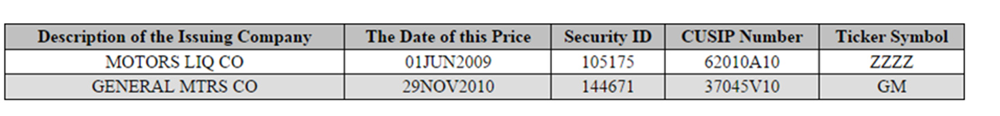 Description of the Issuing Company The Date of this Price Security ID CUSIP Number Ticker Symbol
MOTORS LIQ CO 01JUN2009 105175 62010A10 ZZZZ
GENERAL MTRS CO 29NOV2010 144671 37045V10 GM